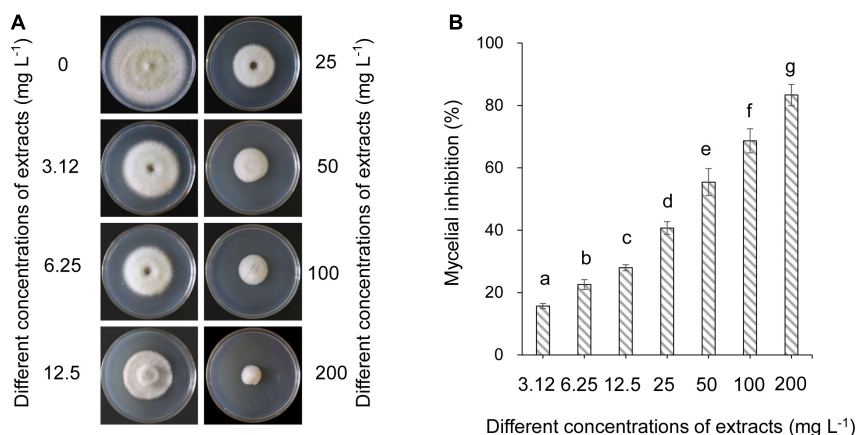 A
Different concentrations of extracts (mg L⁻¹)
0
3.12
6.25
12.5
25
50
100
200
Different concentrations of extracts (mg L⁻¹)
B
Mycelial inhibition (%)
100
80
60
40
20
0
a
b
c
d
e
f
g
3.12 6.25 12.5 25 50 100 200
Different concentrations of extracts (mg L⁻¹)